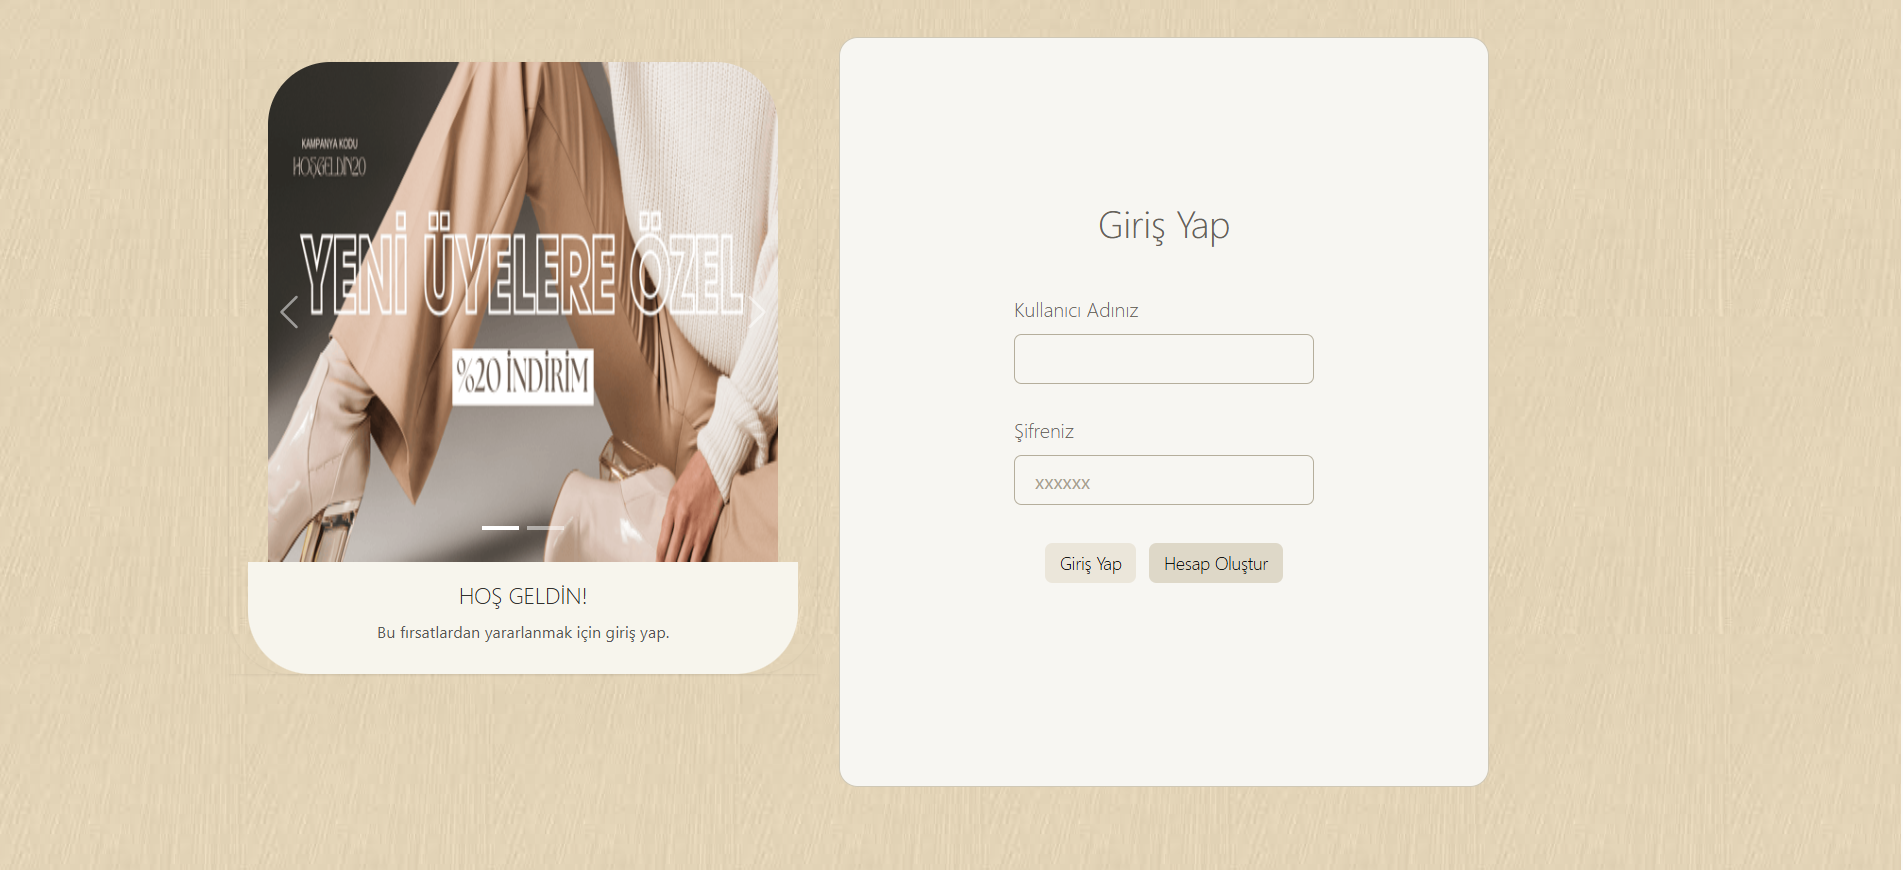 KAMPANYA KODU
HOŞGELDİN20
YENİ ÜYELERE ÖZEL
%20 İNDİRİM
HOŞ GELDİN!
Bu fırsatlardan yararlanmak için giriş yap.
Giriş Yap
Kullanıcı Adınız
Şifreniz
xxxxxx
Giriş Yap
Hesap Oluştur